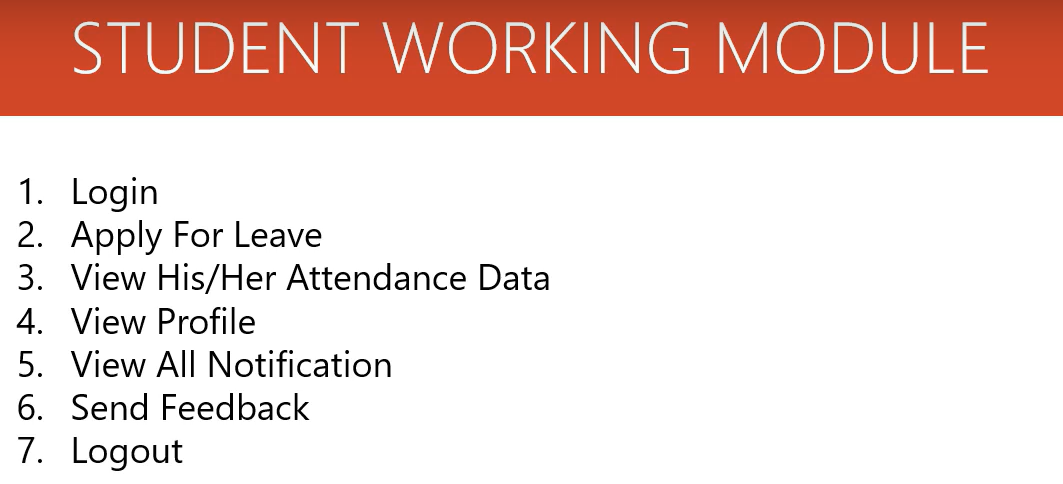 STUDENT WORKING MODULE
1. Login
2. Apply For Leave
3. View His/Her Attendance Data
4. View Profile
5. View All Notification
6. Send Feedback
7. Logout